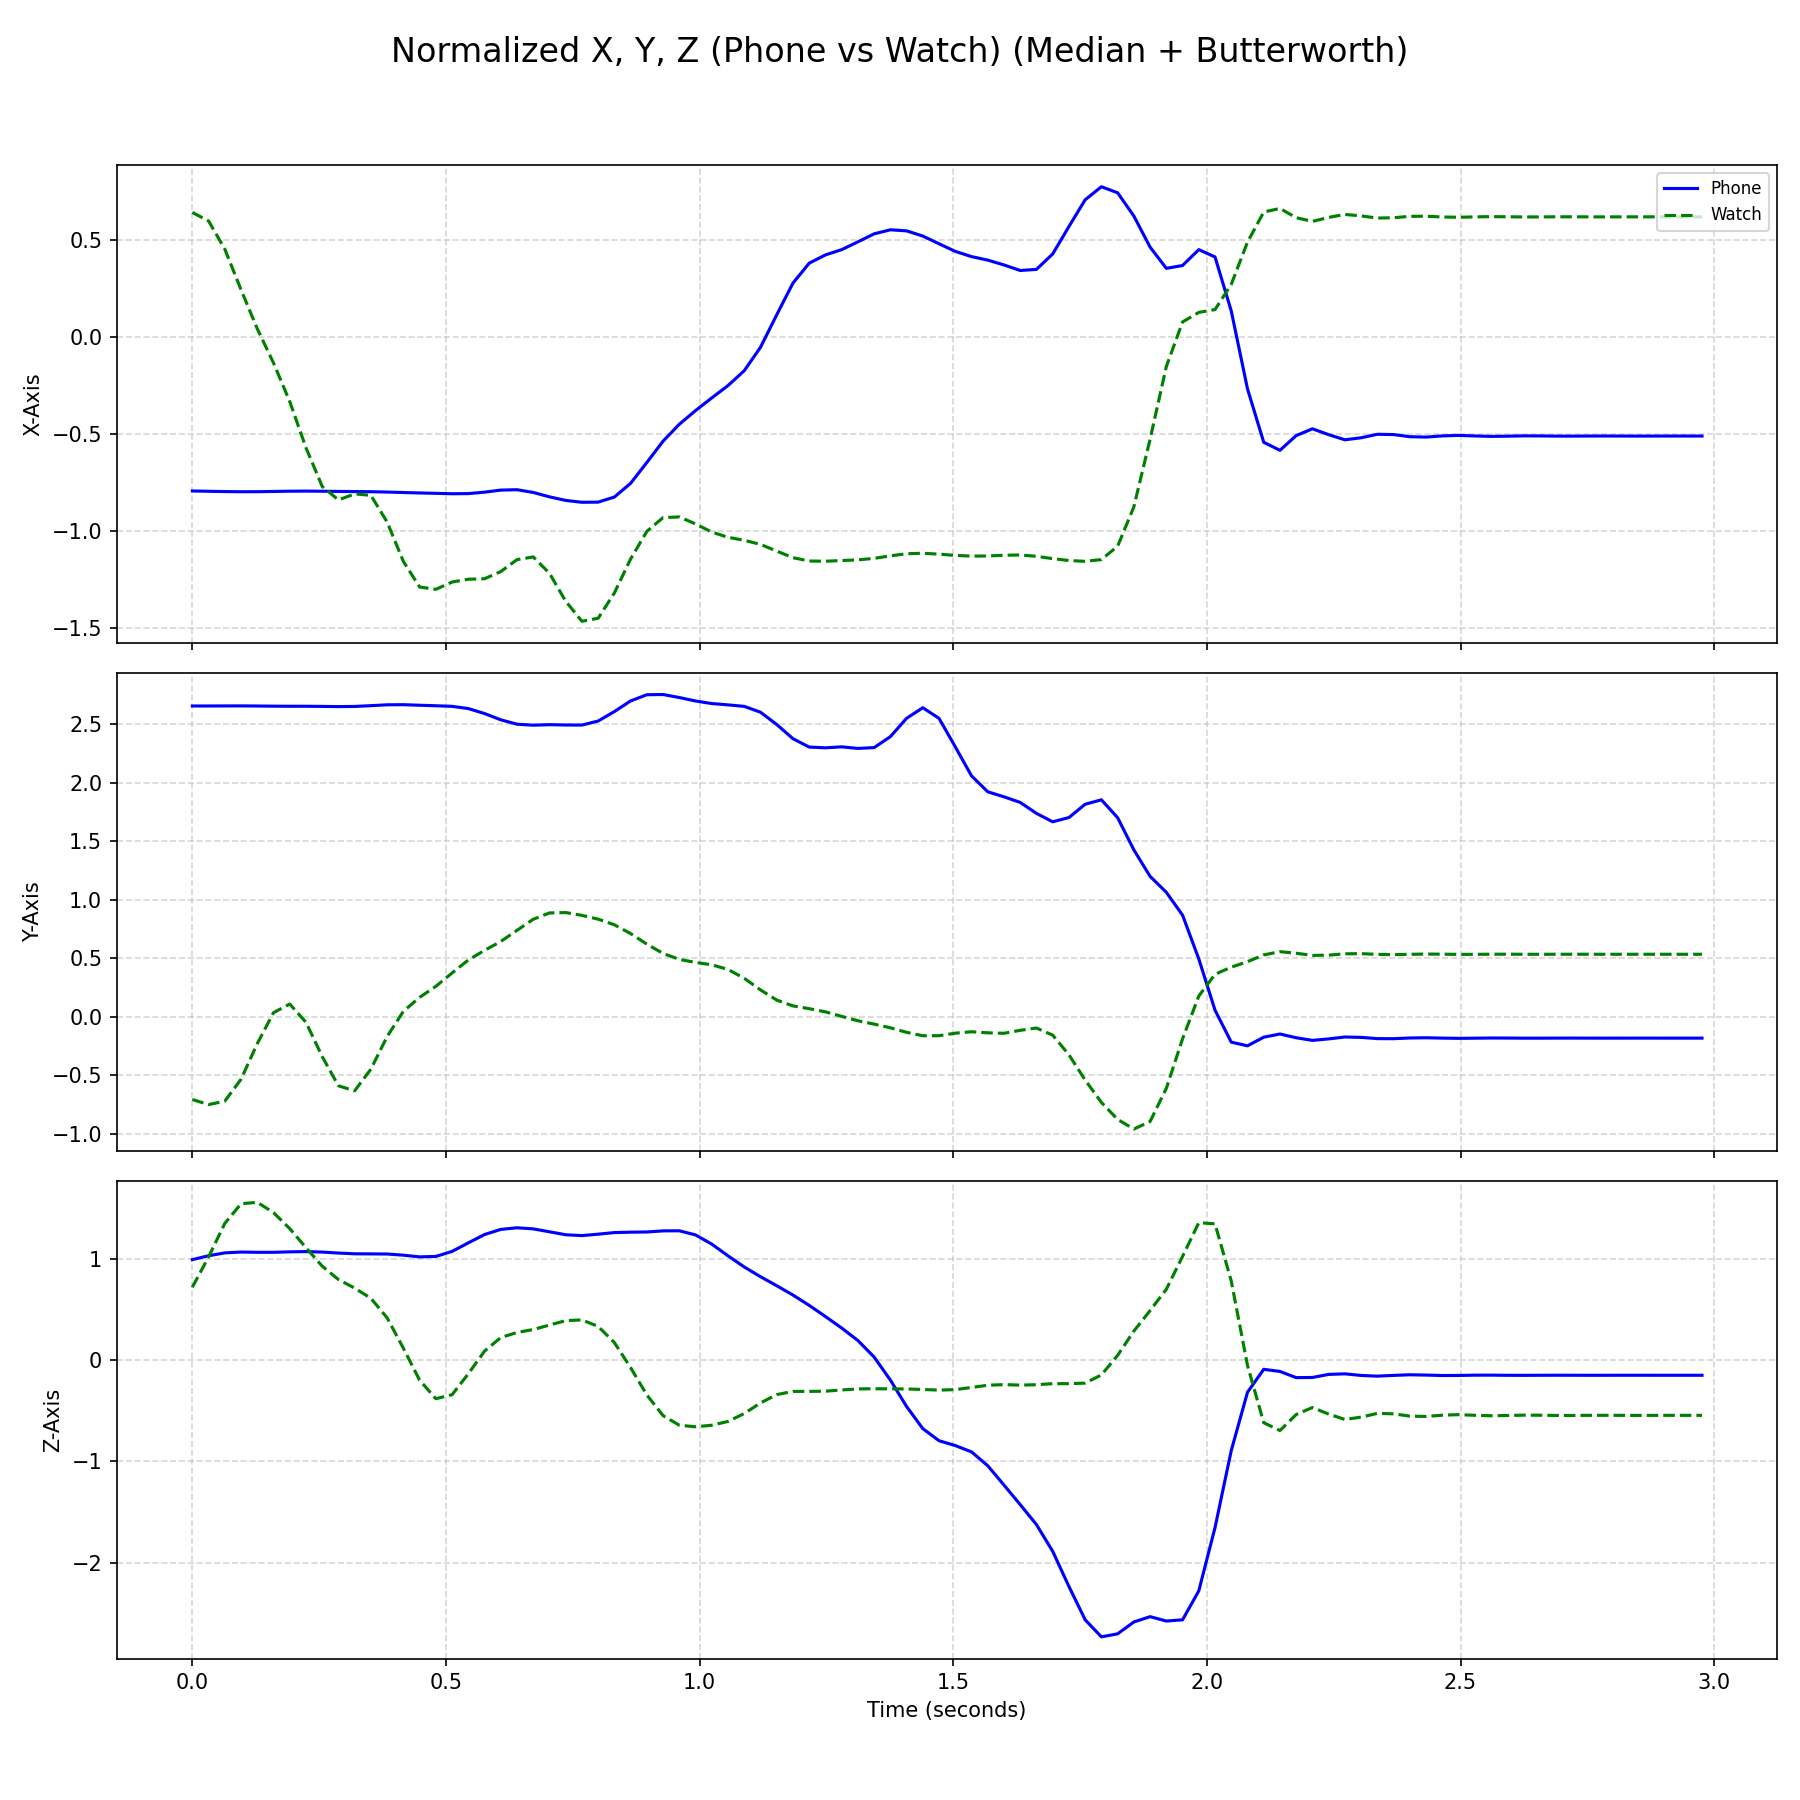 Normalized X, Y, Z (Phone vs Watch) (Median + Butterworth)
Phone
Watch
X-Axis
0.5
0.0
−0.5
−1.0
−1.5
Y-Axis
2.5
2.0
1.5
1.0
0.5
0.0
−0.5
−1.0
Z-Axis
1
0
−1
−2
0.0 0.5 1.0 1.5 2.0 2.5 3.0
Time (seconds)